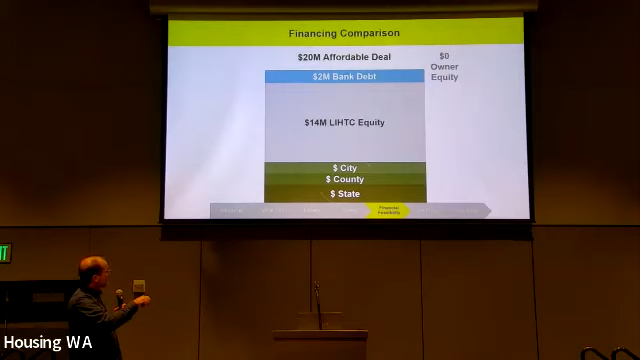 Financing Comparison
$20M Affordable Deal
$0
Owner
Equity
$2M Bank Debt
$14M LIHTC Equity
$ City
$ County
$ State
Financial
Feasibility
IT
Housing WA